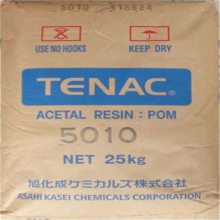 USE NO HOOKS
KEEP DRY
TENAC®
ACETAL RESIN : POM
5010
NET 25kg
旭化成ケミカルズ株式会社
ASAHI KASEI CHEMICALS CORPORATION